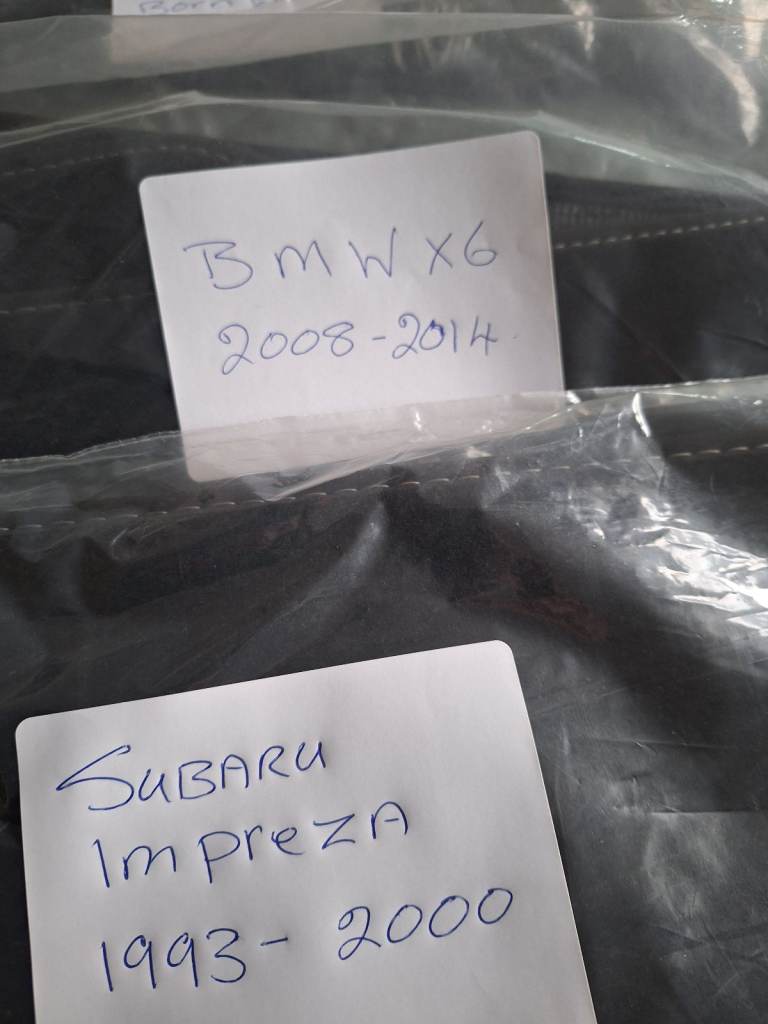 BMW X6
2008-2014
SUBARU
ImpreZA
1993- 2000